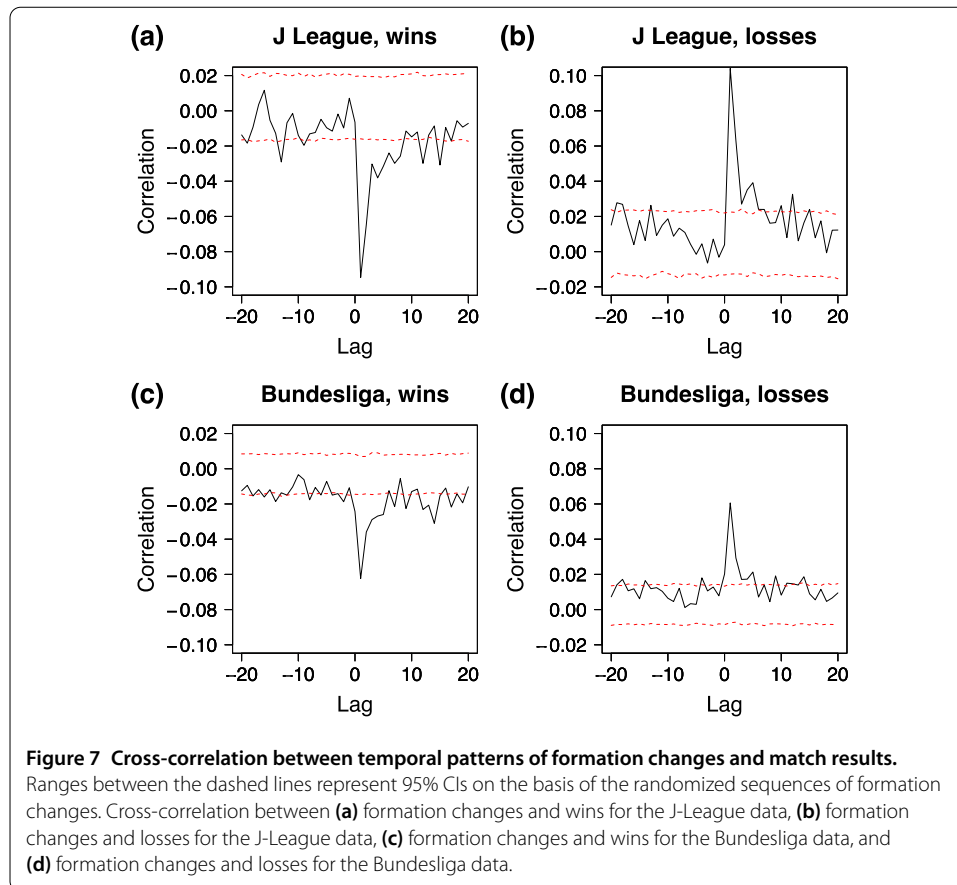 (a) J League, wins
0.02
0.00
−0.02
−0.04
−0.06
−0.08
−0.10
Correlation
−20 −10 0 10 20
Lag
(b) J League, losses
0.10
0.08
0.06
0.04
0.02
0.00
−0.02
Correlation
−20 −10 0 10 20
Lag
(c) Bundesliga, wins
0.02
0.00
−0.02
−0.04
−0.06
−0.08
−0.10
Correlation
−20 −10 0 10 20
Lag
(d) Bundesliga, losses
0.10
0.08
0.06
0.04
0.02
0.00
−0.02
Correlation
−20 −10 0 10 20
Lag
Figure 7 Cross-correlation between temporal patterns of formation changes and match results.
Ranges between the dashed lines represent 95% CIs on the basis of the randomized sequences of formation
changes. Cross-correlation between (a) formation changes and wins for the J-League data, (b) formation
changes and losses for the J-League data, (c) formation changes and wins for the Bundesliga data, and
(d) formation changes and losses for the Bundesliga data.